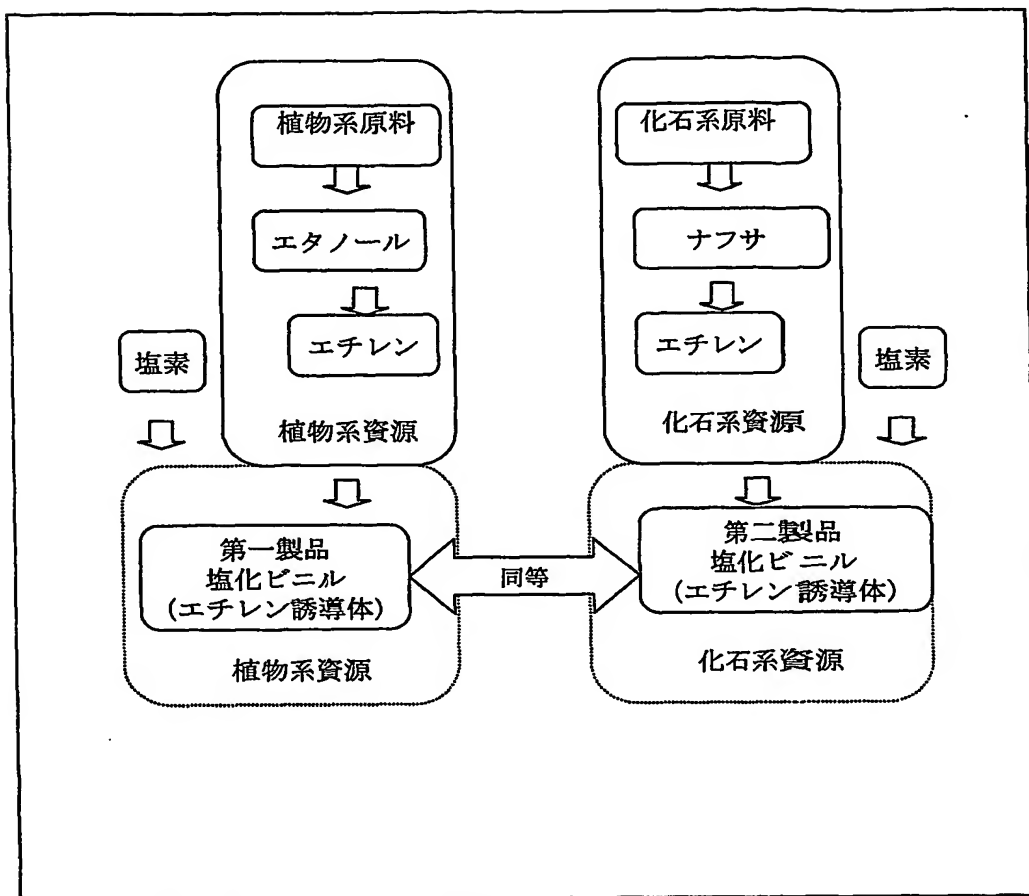 植物系原料
エタノール
エチレン
植物系資源
塩素
第一製品
塩化ビニル
(エチレン誘導体)
植物系資源
同等
化石系原料
ナフサ
エチレン
化石系資源
塩素
第二製品
塩化ビニル
(エチレン誘導体)
化石系資源